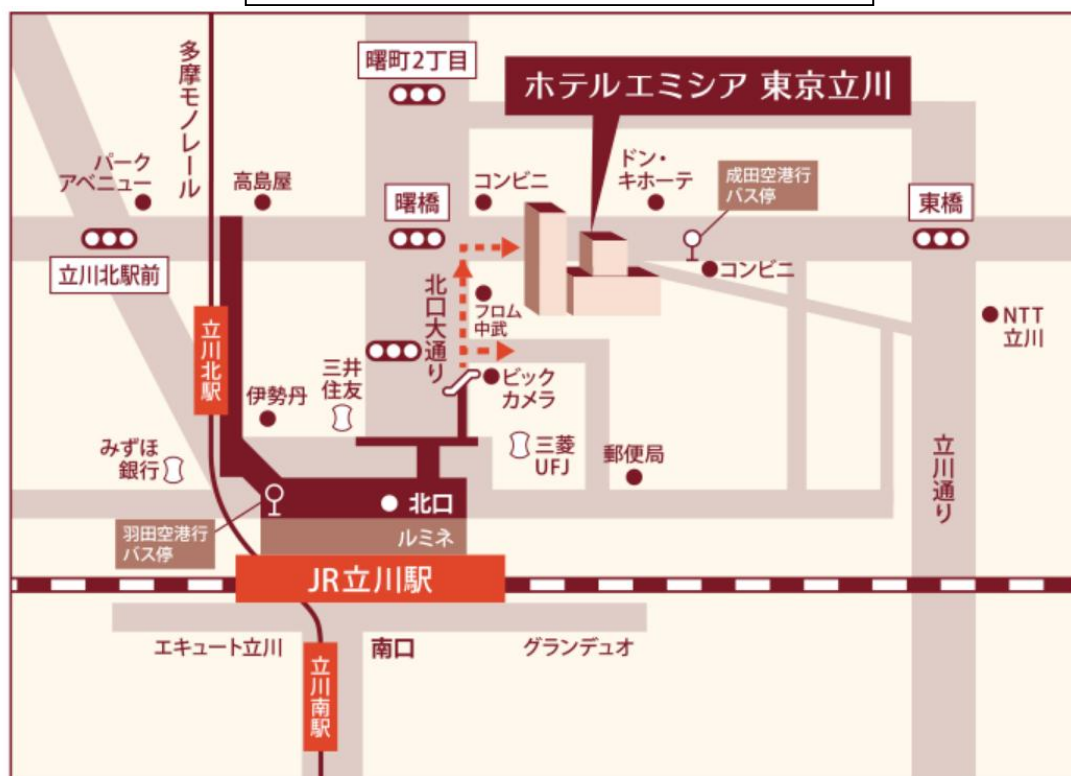 多摩モノレール
曙町2丁目
ホテル エミシア 東京立川
パーク
アベニュー
高島屋
コンビニ
ドン・
キホーテ
成田空港行
バス停
曙橋
東橋
立川北駅前
コンビニ
北口大通り
フロム
中武
NTT
立川
立川北駅
三井
住友
ビック
カメラ
伊勢丹
みずほ
銀行
三菱
UFJ
郵便局
立川通り
北口
羽田空港行
バス停
ルミネ
JR立川駅
エキュート立川
南口
グランデュオ
立川南駅